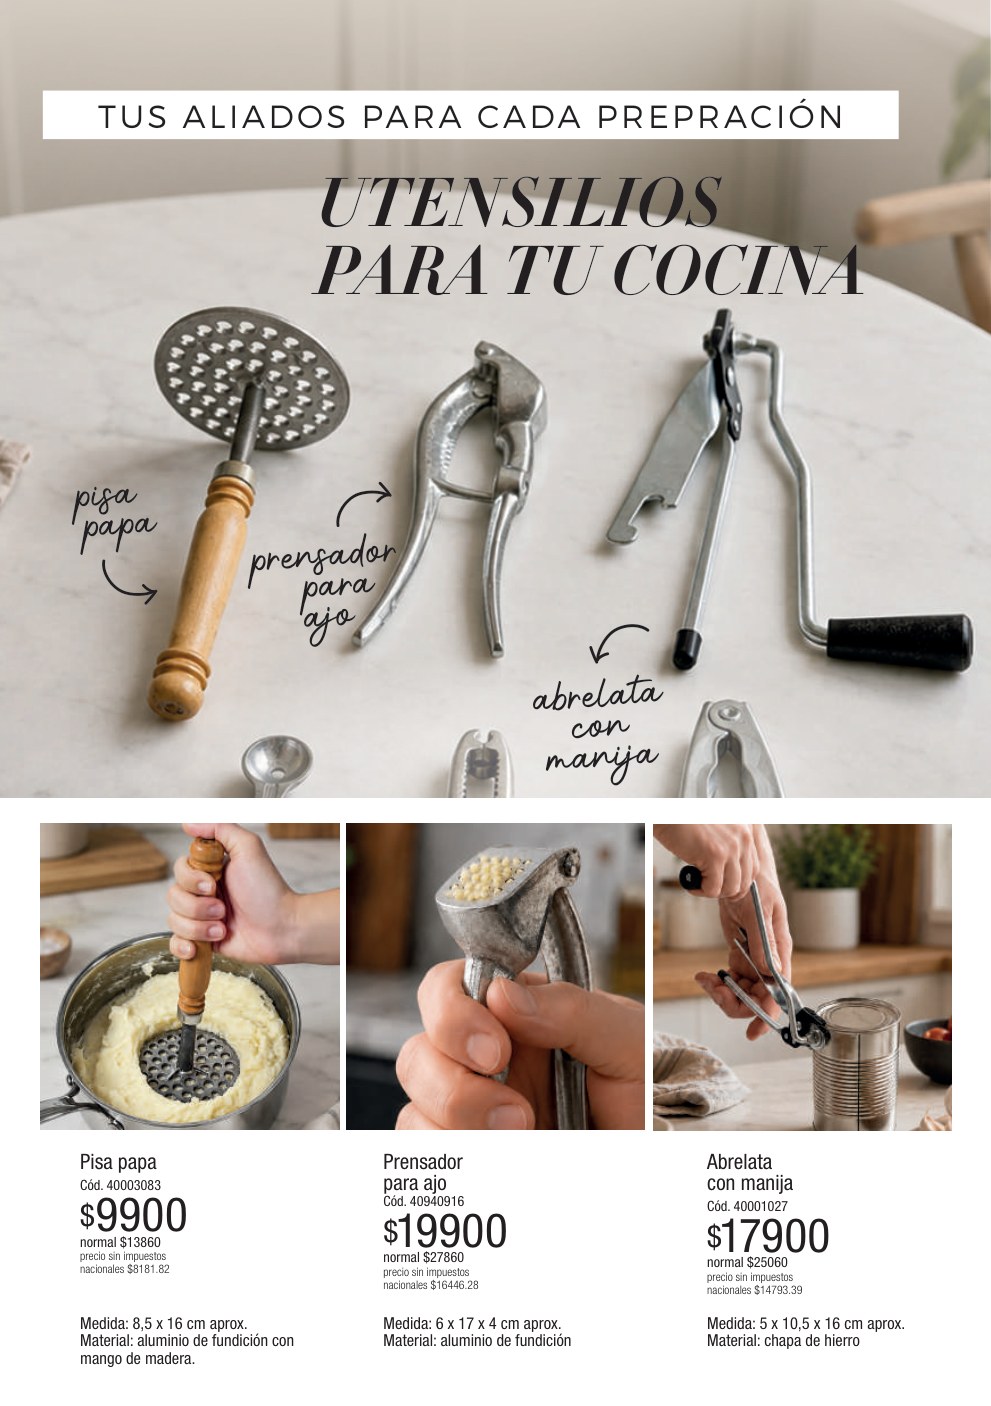 TUS ALIADOS PARA CADA PREPRACIÓN
UTENSILIOS
PARA TU COCINA
pisa
papa
prensador
para
ajo
abrelata
con
manija
Pisa papa
Cód. 40003083
$9900
normal $13860
precio sin impuestos
nacionales $8181.82
Medida: 8,5 x 16 cm aprox.
Material: aluminio de fundición con
mango de madera.
Prensador
para ajo
Cód. 40940916
$19900
normal $27860
precio sin impuestos
nacionales $16446.28
Medida: 6 x 17 x 4 cm aprox.
Material: aluminio de fundición
Abrelata
con manija
Cód. 40001027
$17900
normal $25060
precio sin impuestos
nacionales $14793.39
Medida: 5 x 10,5 x 16 cm aprox.
Material: chapa de hierro